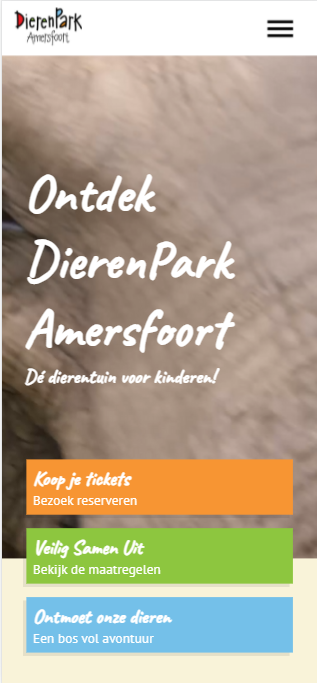 DierenPark
Amersfoort
Ontdek
DierenPark
Amersfoort
Dé dierentuin voor kinderen!
Koop je tickets
Bezoek reserveren
Veilig Samen Uit
Bekijk de maatregelen
Ontmoet onze dieren
Een bos vol avontuur